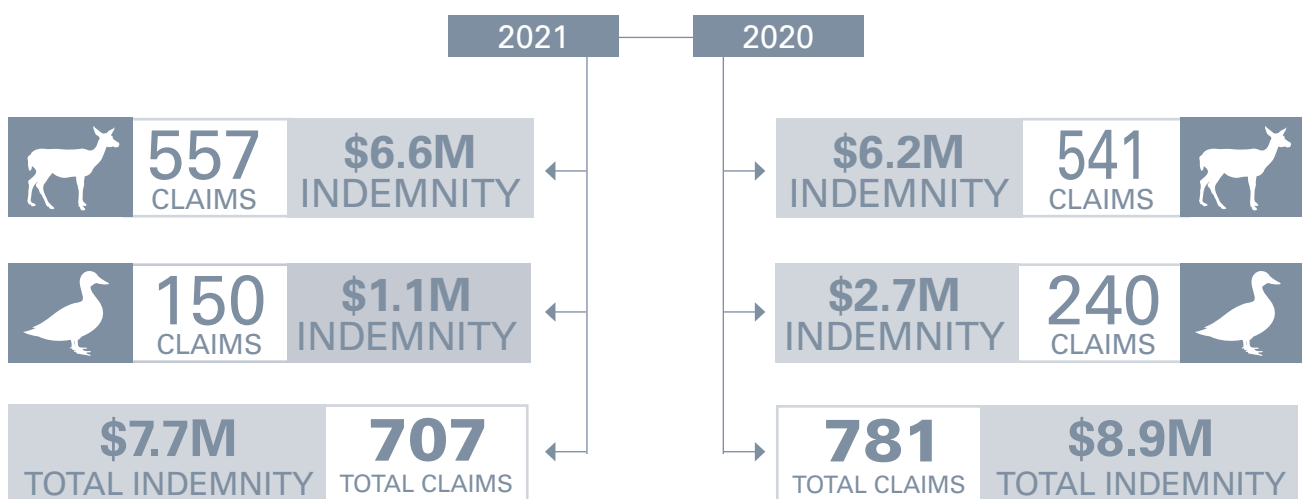 2021
2020
557
CLAIMS
$6.6M
INDEMNITY
$6.2M
INDEMNITY
541
CLAIMS
150
CLAIMS
$1.1M
INDEMNITY
$2.7M
INDEMNITY
240
CLAIMS
$7.7M
TOTAL INDEMNITY
707
TOTAL CLAIMS
781
TOTAL CLAIMS
$8.9M
TOTAL INDEMNITY